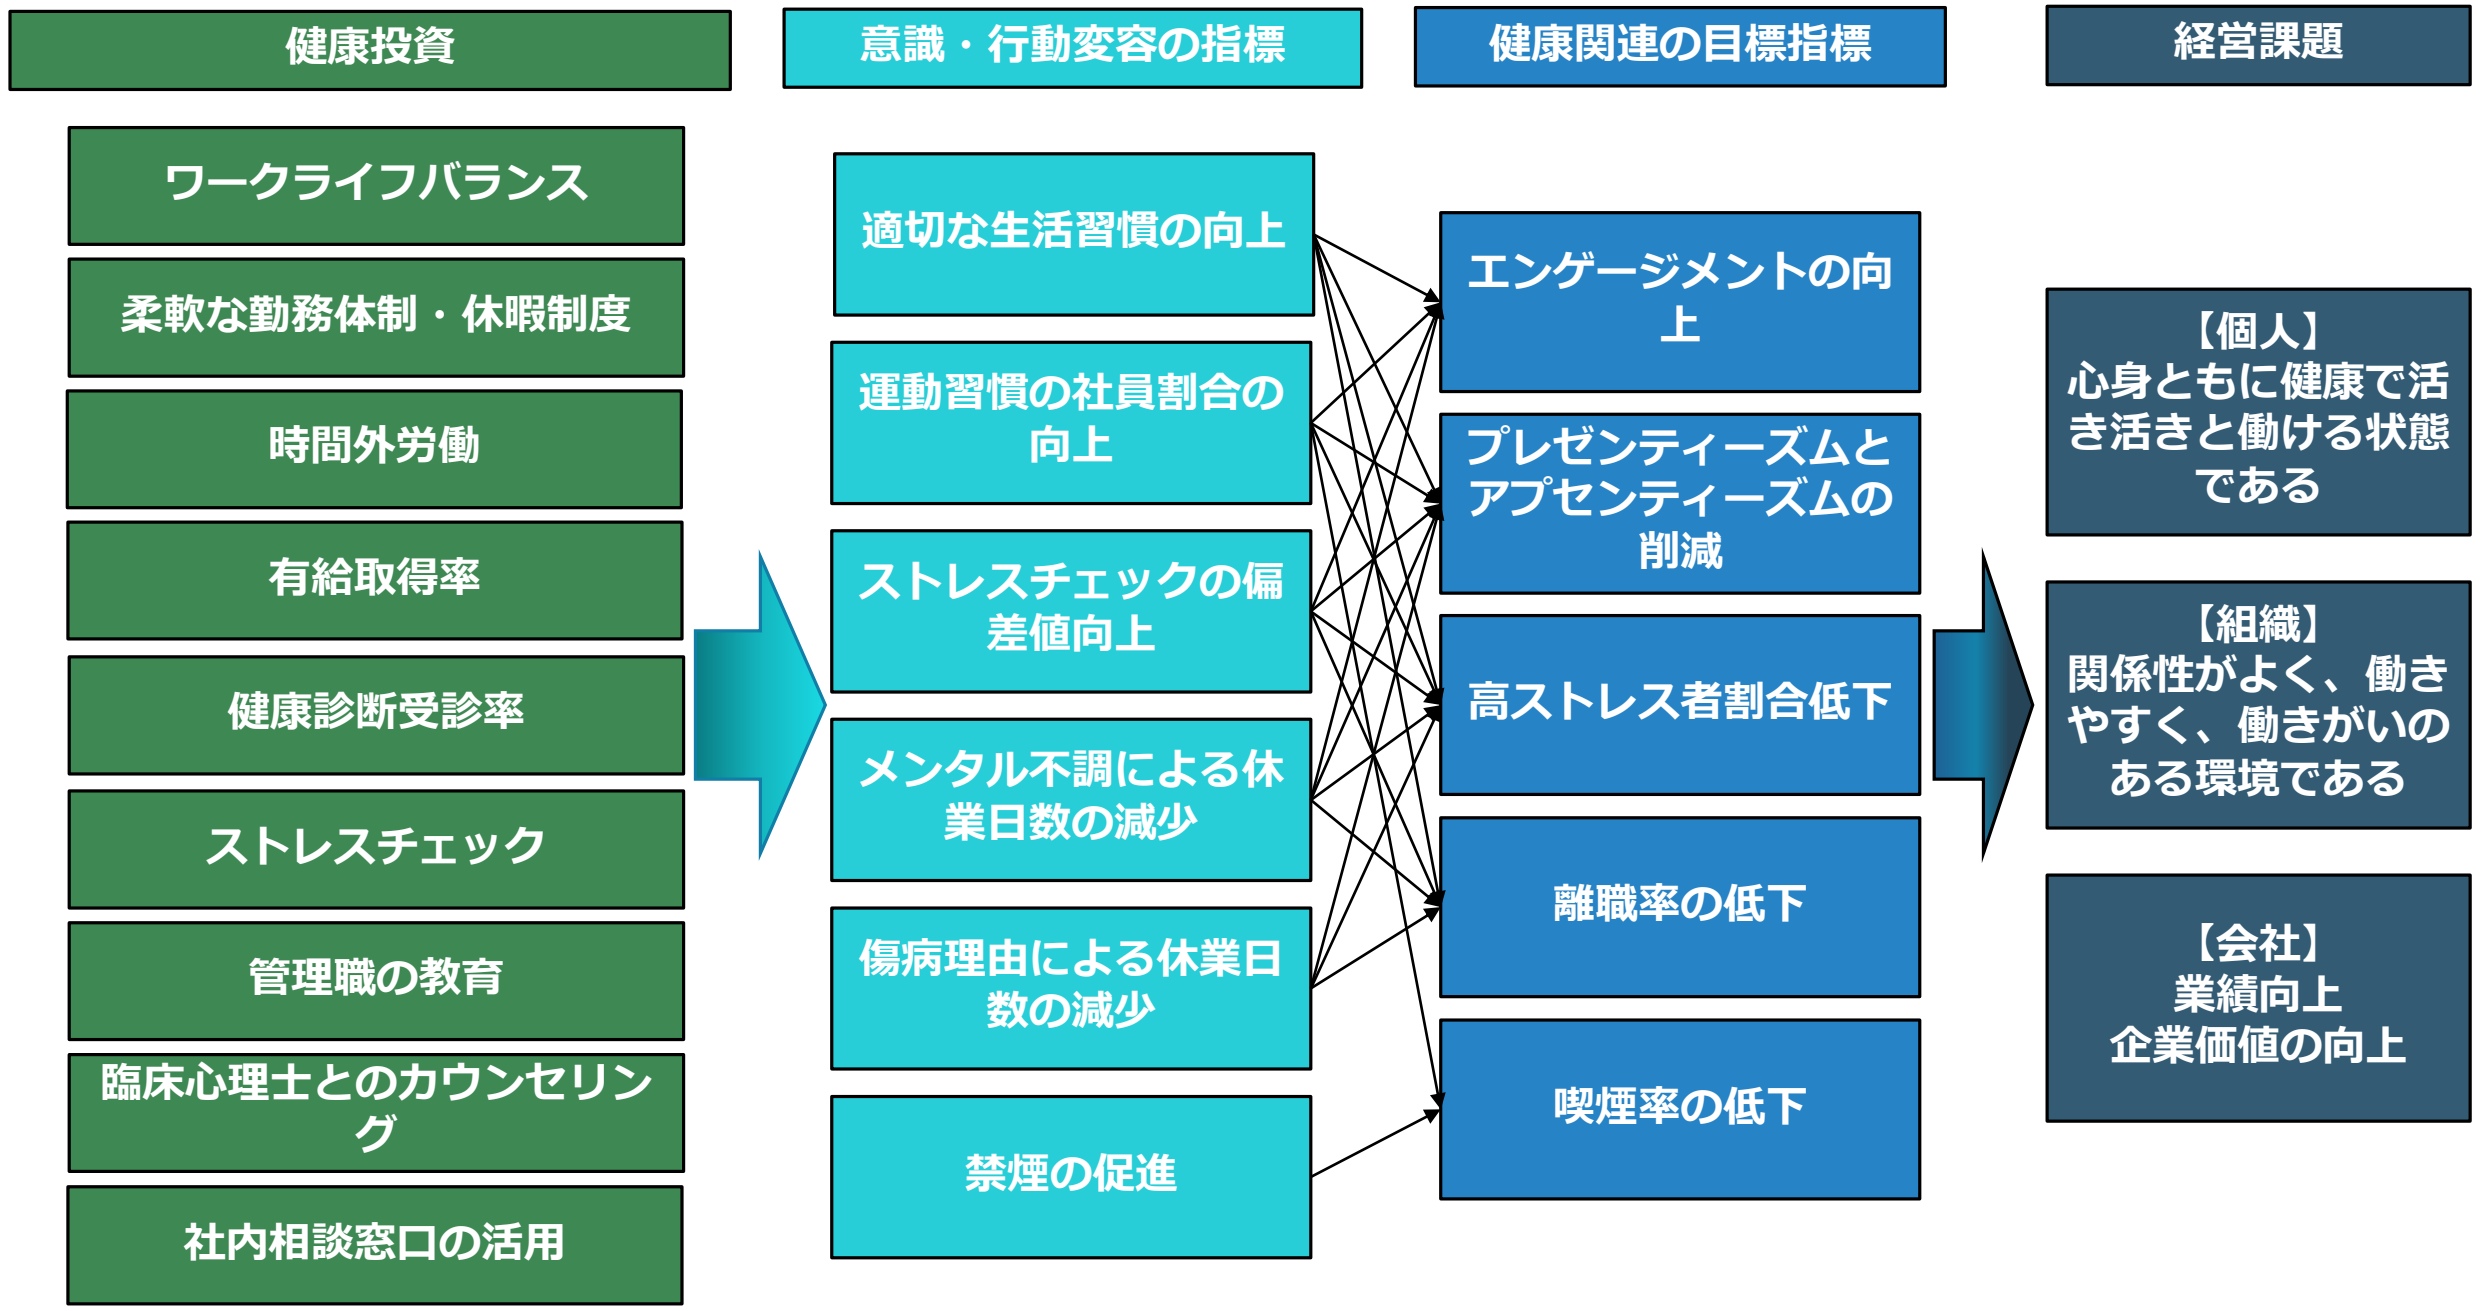 健康投資
意識・行動変容の指標
健康関連の目標指標
経営課題
ワークライフバランス
柔軟な勤務体制・休暇制度
時間外労働
有給取得率
健康診断受診率
ストレスチェック
管理職の教育
臨床心理士とのカウンセリン
グ
社内相談窓口の活用
適切な生活習慣の向上
運動習慣の社員割合の
向上
ストレスチェックの偏
差値向上
メンタル不調による休
業日数の減少
傷病理由による休業日
数の減少
禁煙の促進
エンゲージメントの向
上
プレゼンティーズムと
アプセンティーズムの
削減
高ストレス者割合低下
離職率の低下
喫煙率の低下
【個人】
心身ともに健康で活
き活きと働ける状態
である
【組織】
関係性がよく、働き
やすく、働きがいの
ある環境である
【会社】
業績向上
企業価値の向上